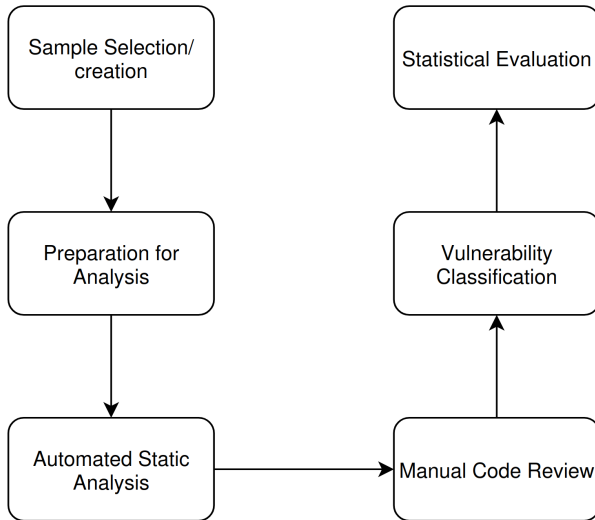 Sample Selection/
creation
Preparation for
Analysis
Automated Static
Analysis
Manual Code Review
Vulnerability
Classification
Statistical Evaluation